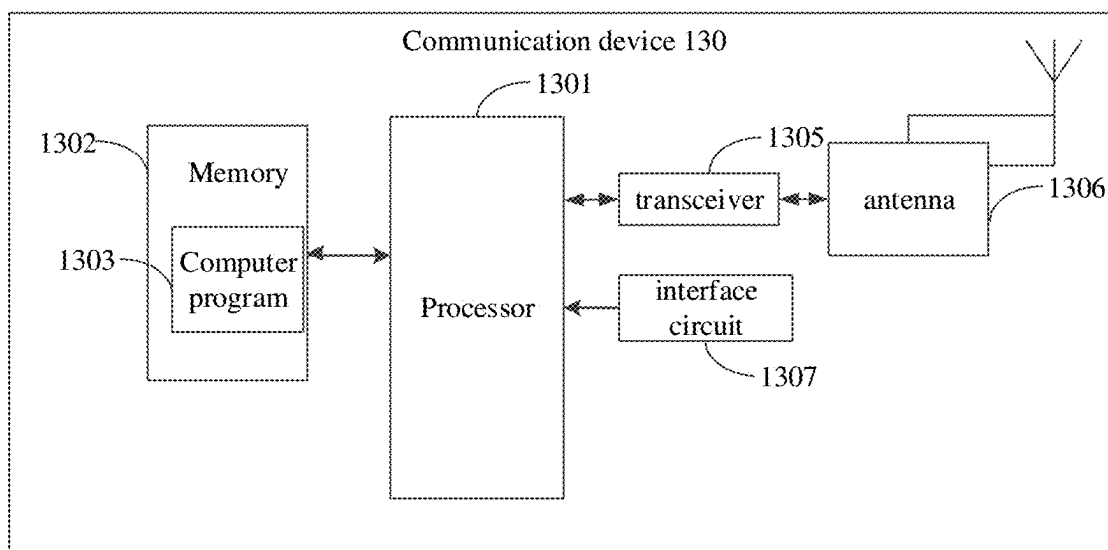 Communication device 130
1301
1302
Memory
1303
Computer
program
Processor
1305
transceiver
antenna
1306
interface
circuit
1307